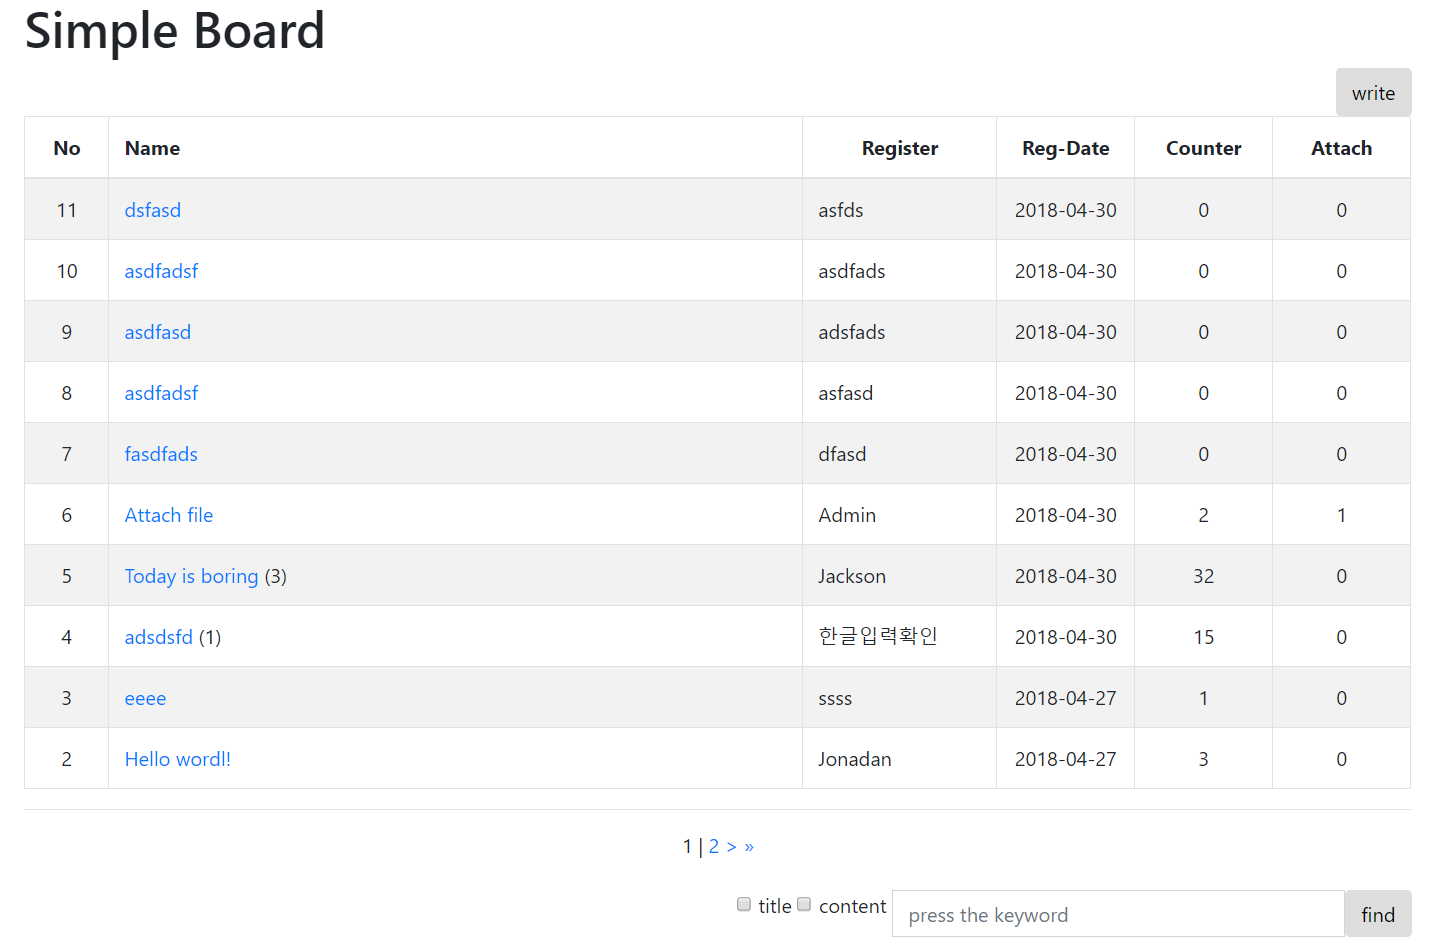 Simple Board
write
No Name Register Reg-Date Counter Attach
11 dsfasd asfds 2018-04-30 0 0
10 asdfadsf asdfads 2018-04-30 0 0
9 asdfasd adsfads 2018-04-30 0 0
8 asdfadsf asfasd 2018-04-30 0 0
7 fasdfads dfasd 2018-04-30 0 0
6 Attach file Admin 2018-04-30 2 1
5 Today is boring (3) Jackson 2018-04-30 32 0
4 adsdsfd (1) 한글입력확인 2018-04-30 15 0
3 eeee ssss 2018-04-27 1 0
2 Hello wordl! Jonadan 2018-04-27 3 0
1 | 2 > »
title content press the keyword find